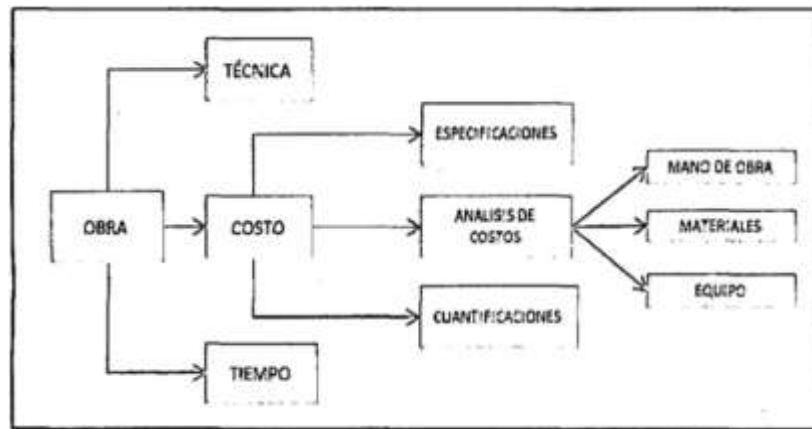 TÉCNICA
ESPECIFICACIONES
MANO DE OBRA
OBRA
COSTO
ANALISIS DE
COSTOS
MATERIALES
EQUIPO
CUANTIFICACIONES
TIEMPO